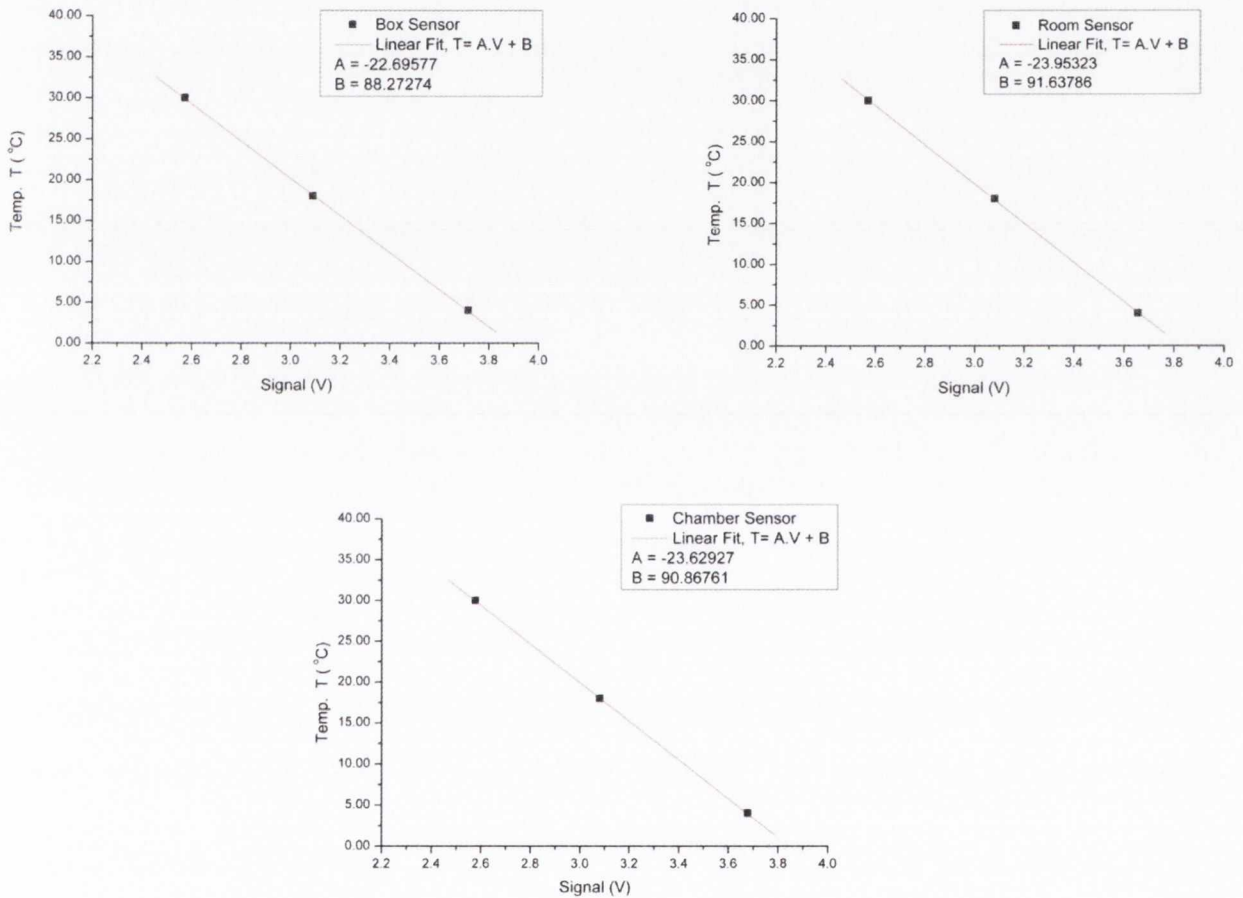 Box Sensor
Linear Fit, T= A.V + B
A = -22.69577
B = 88.27274
40.00
35.00
30.00
25.00
20.00
15.00
10.00
5.00
0.00
Temp. T ( °C)
2.2 2.4 2.6 2.8 3.0 3.2 3.4 3.6 3.8 4.0
Signal (V)
Room Sensor
Linear Fit, T= A.V + B
A = -23.95323
B = 91.63786
40.00
35.00
30.00
25.00
20.00
15.00
10.00
5.00
0.00
Temp. T ( °C)
2.2 2.4 2.6 2.8 3.0 3.2 3.4 3.6 3.8 4.0
Signal (V)
Chamber Sensor
Linear Fit, T= A.V + B
A = -23.62927
B = 90.86761
40.00
35.00
30.00
25.00
20.00
15.00
10.00
5.00
0.00
Temp. T ( °C)
2.2 2.4 2.6 2.8 3.0 3.2 3.4 3.6 3.8 4.0
Signal (V)